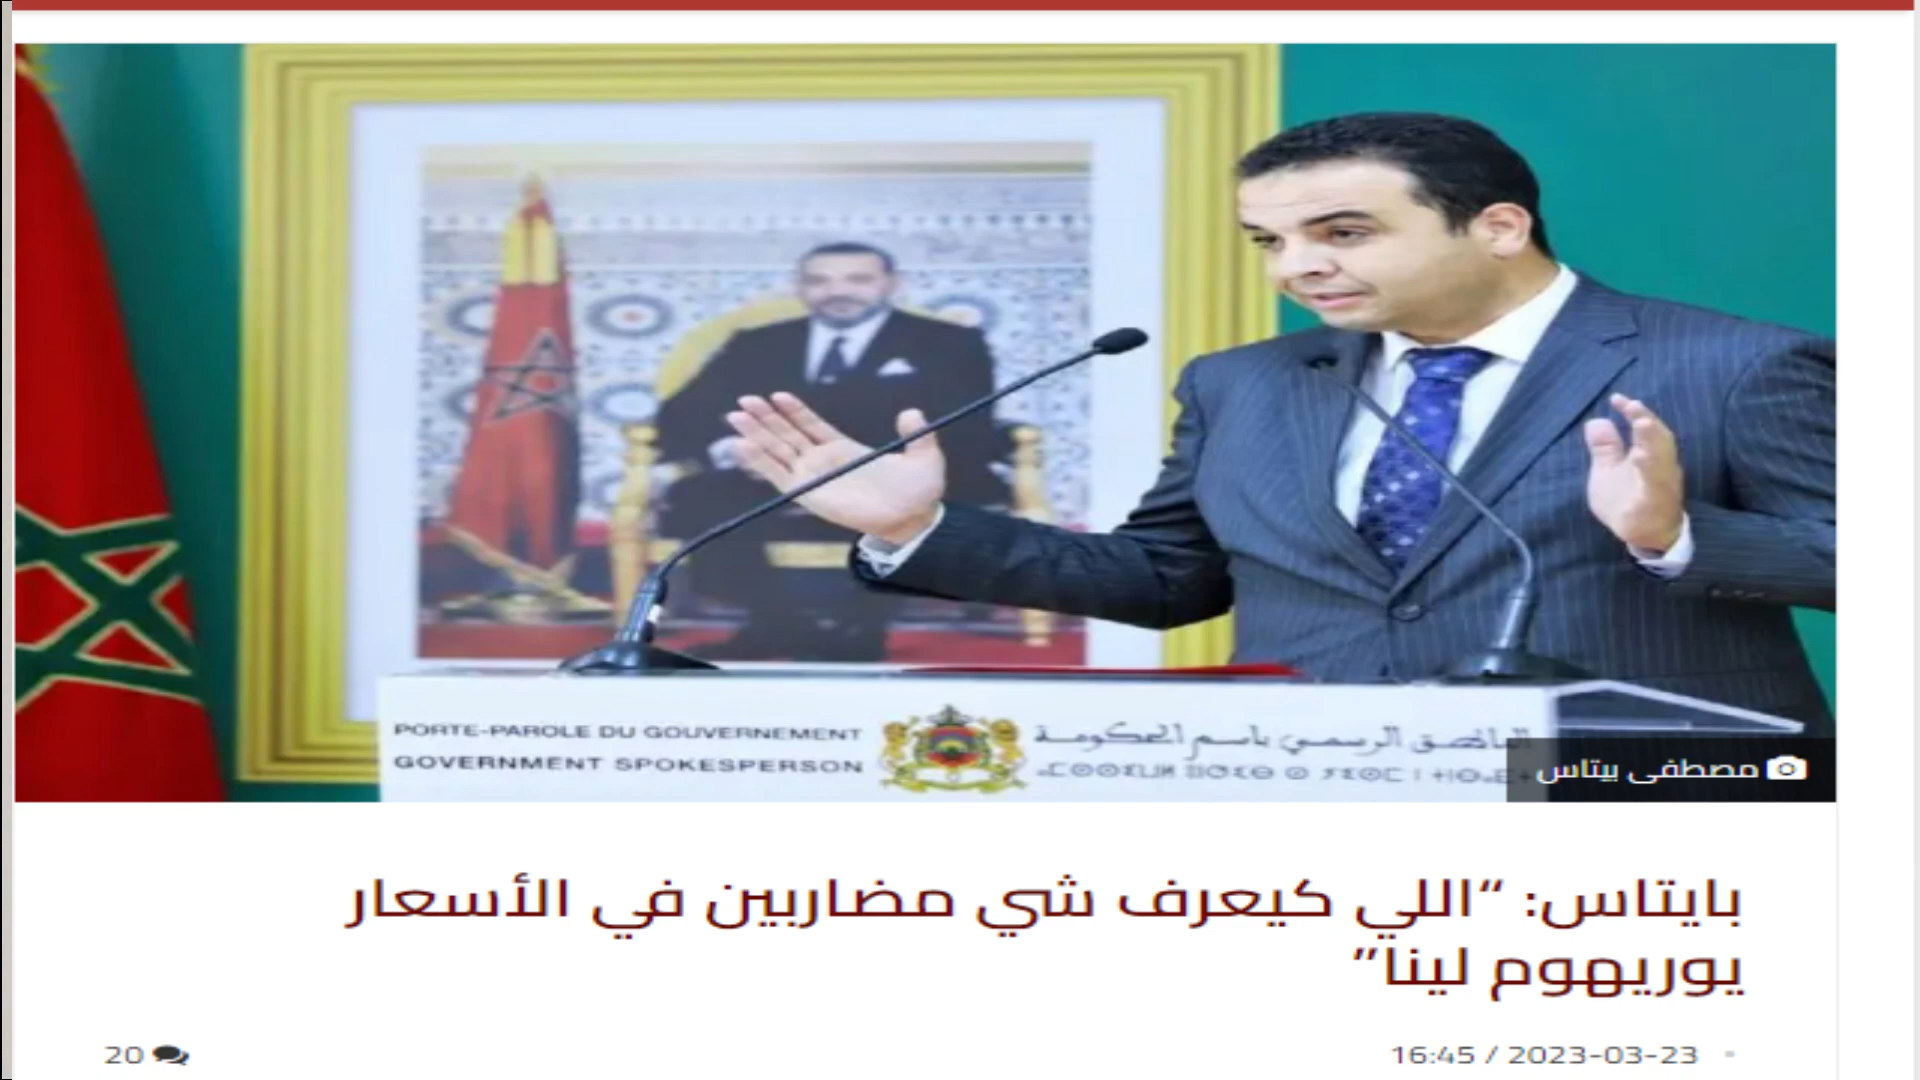 PORTE-PAROLE DU GOUVERNEMENT
GOVERNMENT SPOKESPERSON
الناطق الرسمي باسم الحكومة
مصطفى بيتاس
بايتاس: “اللي كيعرف شي مضاربين في الأسعار
يوريهوم لينا”
16:45 / 2023-03-23
20